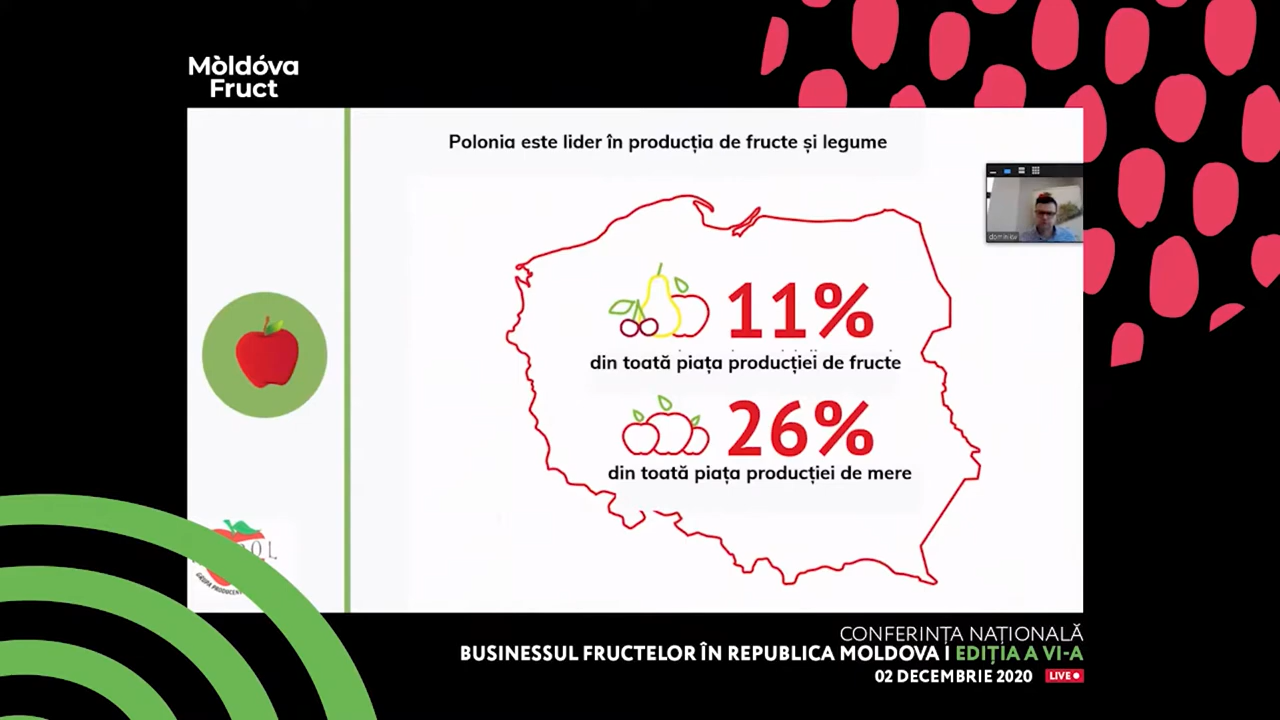 Mòldóva
Fruct
Polonia este lider în producția de fructe și legume
11%
din toată piața producției de fructe
26%
din toată piața producției de mere
GRUPA PRODUCEN
CONFERINȚA NAȚIONALĂ
BUSINESSUL FRUCTELOR ÎN REPUBLICA MOLDOVA | EDIȚIA A VI-A
02 DECEMBRIE 2020 LIVE